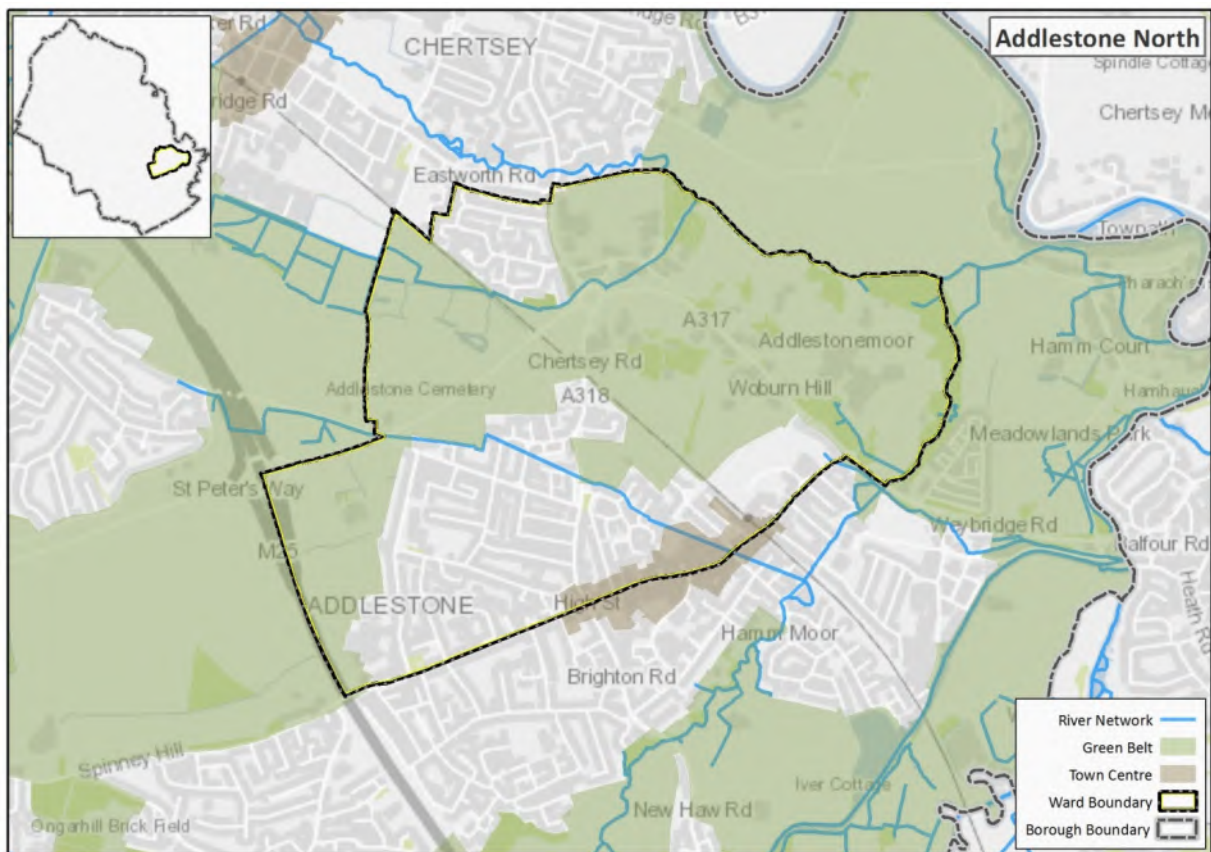 Addlestone North
CHERTSEY
Spindle Cottage
Eastworth Rd
Towpath
A317
Addlestonemoor
Hamm Court
Chertsey Rd
Addlestone Cemetery
A318
Woburn Hill
Meadowlands Park
St Peter's Way
Weybridge Rd
M25
Balfour Rd
Heath Rd
ADDLESTONE
High St
Hamm Moor
Brighton Rd
Spinney Hill
Iver Cottage
New Haw Rd
Ongarhill Brick Field
River Network
Green Belt
Town Centre
Ward Boundary
Borough Boundary